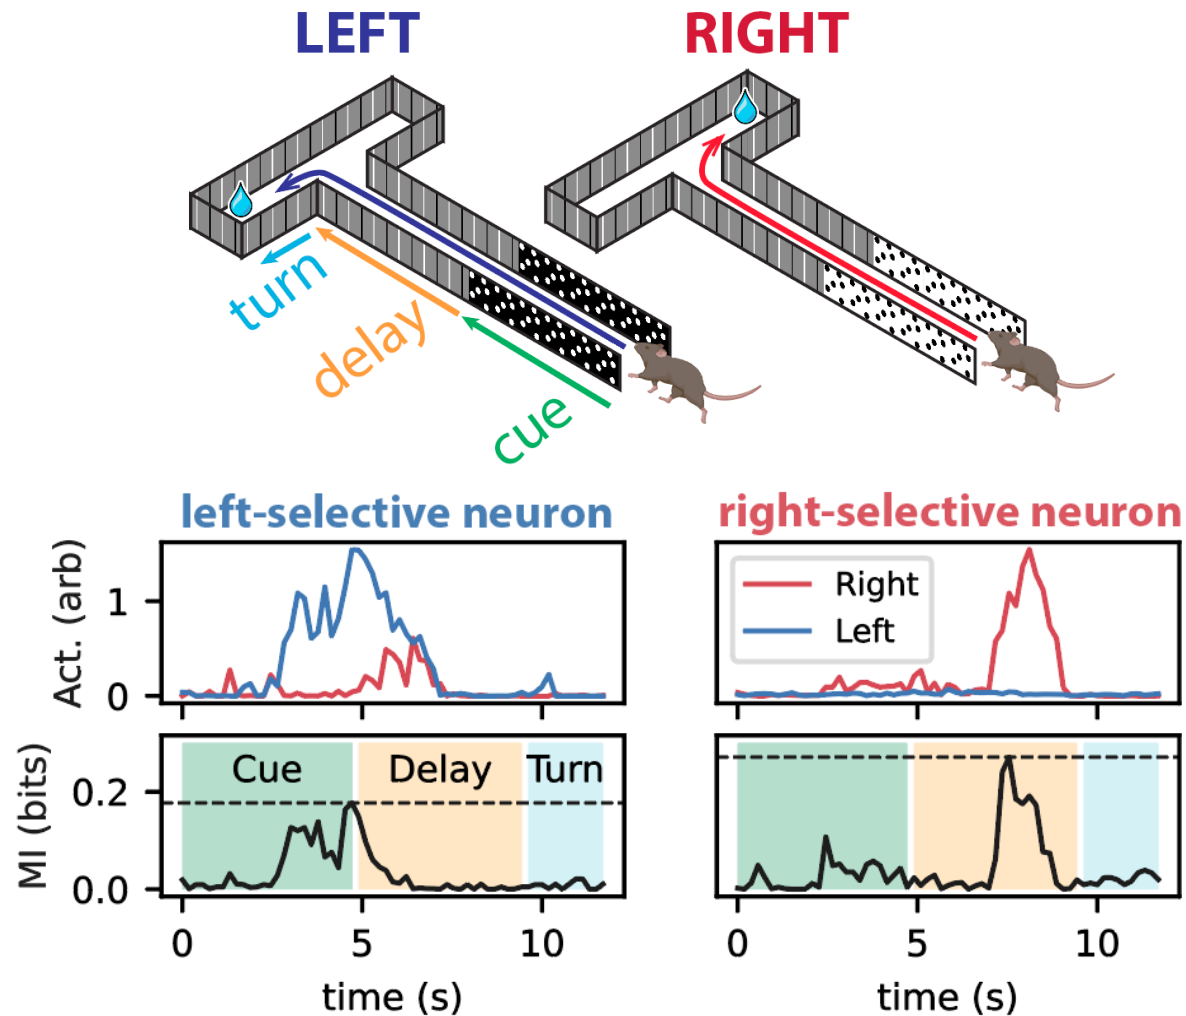 LEFT
RIGHT
turn
delay
cue
left-selective neuron
right-selective neuron
Act. (arb)
1
0
Right
Left
MI (bits)
0.2
0.0
Cue
Delay
Turn
0
5
10
0
5
10
time (s)
time (s)